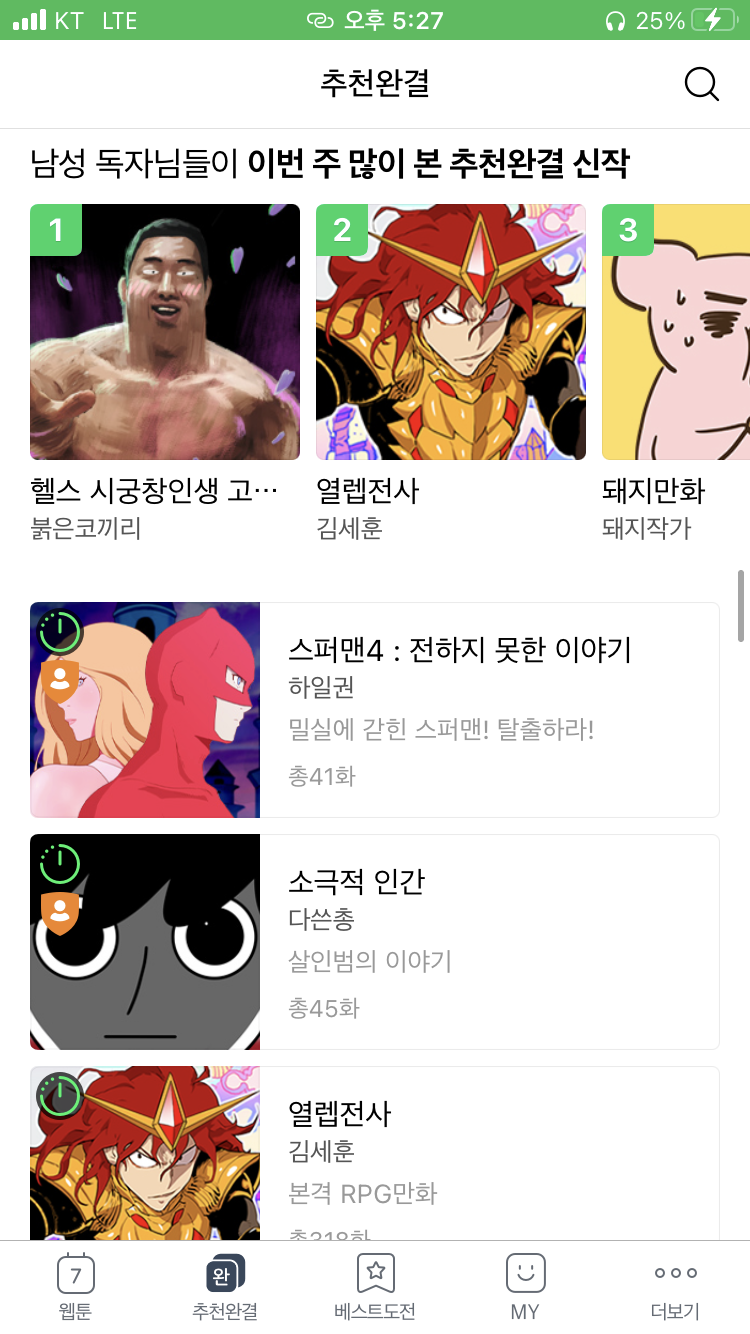 KT LTE 오후 5:27 25%
추천완결
남성 독자님들이 이번 주 많이 본 추천완결 신작
1 2 3
헬스 시궁창인생 고… 열렙전사 돼지만화
붉은코끼리 김세훈 돼지작가
스퍼맨4 : 전하지 못한 이야기
하일권
밀실에 갇힌 스퍼맨! 탈출하라!
총41화
소극적 인간
다쓴총
살인범의 이야기
총45화
열렙전사
김세훈
본격 RPG만화
7 완
웹툰 추천완결 베스트도전 MY 더보기